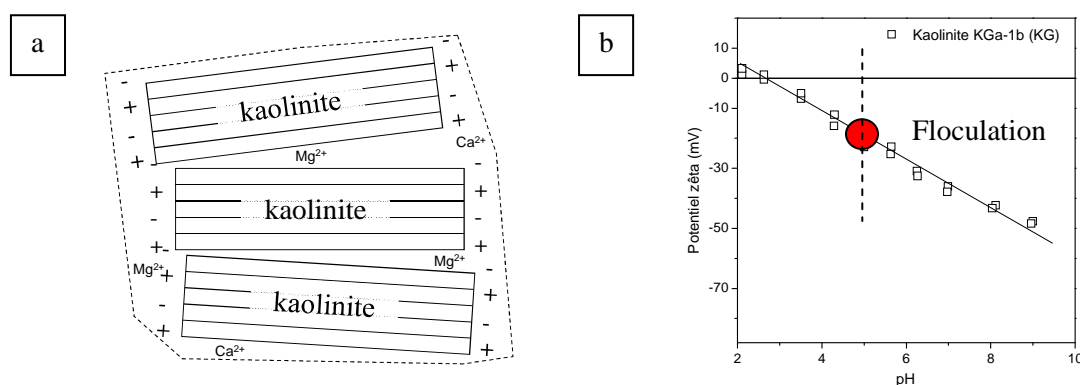 a
kaolinite
Ca²⁺
Mg²⁺
kaolinite
Mg²⁺
Mg²⁺
kaolinite
Ca²⁺
b
Kaolinite KGa-1b (KG)
Floculation
Potentiel zêta (mV)
10
0
-10
-30
-50
-70
2
4
6
8
10
pH